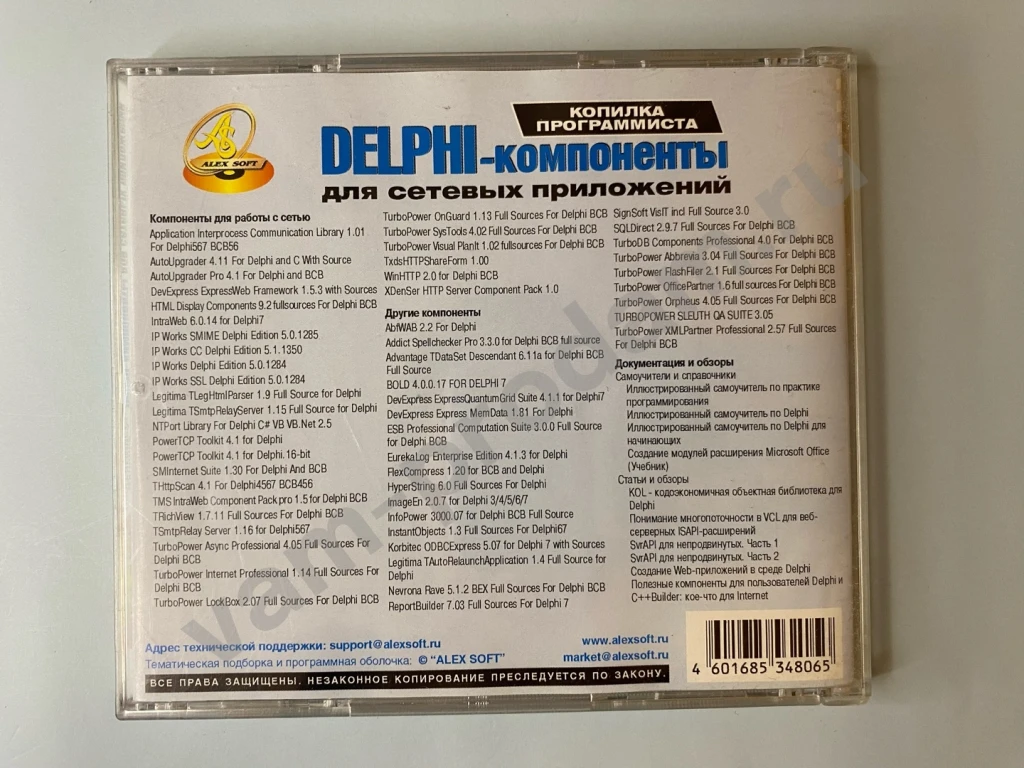 AS
ALEX SOFT
КОПИЛКА
ПРОГРАММИСТА
DELPHI-компоненты
для сетевых приложений
Компоненты для работы с сетью
Application Interprocess Communication Library 1.01
For Delphi567 BCB56
AutoUpgrader 4.11 For Delphi and C With Source
AutoUpgrader Pro 4.1 For Delphi and BCB
DevExpress ExpressWeb Framework 1.5.3 with Sources
HTML Display Components 9.2 fullsources For Delphi BCB
IntraWeb 6.0.14 for Delphi7
IP Works SMIME Delphi Edition 5.0.1285
IP Works CC Delphi Edition 5.1.1350
IP Works Delphi Edition 5.0.1284
IP Works SSL Delphi Edition 5.0.1284
Legitima TLegHtmlParser 1.9 Full Source for Delphi
Legitima TSmtpRelayServer 1.15 Full Source for Delphi
NTPort Library For Delphi C# VB VB.Net 2.5
PowerTCP Toolkit 4.1 for Delphi
PowerTCP Toolkit 4.1 for Delphi.16-bit
SMInternet Suite 1.30 For Delphi And BCB
THttpScan 4.1 For Delphi4567 BCB456
TMS IntraWeb Component Pack pro 1.5 for Delphi BCB
TRichView 1.7.11 Full Sources For Delphi BCB
TSmtpRelay Server 1.16 for Delphi567
TurboPower Async Professional 4.05 Full Sources For
Delphi BCB
TurboPower Internet Professional 1.14 Full Sources For
Delphi BCB
TurboPower LockBox 2.07 Full Sources For Delphi BCB
TurboPower OnGuard 1.13 Full Sources For Delphi BCB
TurboPower SysTools 4.02 Full Sources For Delphi BCB
TurboPower Visual PlanIt 1.02 fullsources For Delphi BCB
TxdsHTTPShareForm 1.00
WinHTTP 2.0 for Delphi BCB
XDenSer HTTP Server Component Pack 1.0
Другие компоненты
AbfWAB 2.2 For Delphi
Addict Spellchecker Pro 3.3.0 for Delphi BCB full source
Advantage TDataSet Descendant 6.11a for Delphi BCB
Full Source
BOLD 4.0.0.17 FOR DELPHI 7
DevExpress ExpressQuantumGrid Suite 4.1.1 for Delphi7
DevExpress Express MemData 1.81 For Delphi
ESB Professional Computation Suite 3.0.0 Full Source
for Delphi BCB
EurekaLog Enterprise Edition 4.1.3 for Delphi
FlexCompress 1.20 for BCB and Delphi
HyperString 6.0 Full Sources For Delphi
ImageEn 2.0.7 for Delphi 3/4/5/6/7
InfoPower 3000.07 for Delphi BCB Full Source
InstantObjects 1.3 Full Sources For Delphi67
Korbitec ODBCExpress 5.07 for Delphi 7 with Sources
Legitima TAutoRelaunchApplication 1.4 Full Source for
Delphi
Nevrona Rave 5.1.2 BEX Full Sources For Delphi BCB
ReportBuilder 7.03 Full Sources For Delphi 7
SignSoft VisIT incl Full Source 3.0
SQLDirect 2.9.7 Full Sources For Delphi BCB
TurboDB Components Professional 4.0 For Delphi BCB
TurboPower Abbrevia 3.04 Full Sources For Delphi BCB
TurboPower FlashFiler 2.1 Full Sources For Delphi BCB
TurboPower OfficePartner 1.6 full sources For Delphi BCB
TurboPower Orpheus 4.05 Full Sources For Delphi BCB
TURBOPOWER SLEUTH QA SUITE 3.05
TurboPower XMLPartner Professional 2.57 Full Sources
For Delphi BCB
Документация и обзоры
Самоучители и справочники
Иллюстрированный самоучитель по практике
программирования
Иллюстрированный самоучитель по Delphi
Иллюстрированный самоучитель по Delphi для
начинающих
Создание модулей расширения Microsoft Office
(Учебник)
Статьи и обзоры
KOL - кодоэкономичная объектная библиотека для
Delphi
Понимание многопоточности в VCL для веб-
серверных ISAPI-расширений
SvrAPI для непродвинутых. Часть 1
SvrAPI для непродвинутых. Часть 2
Создание Web-приложений в среде Delphi
Полезные компоненты для пользователей Delphi и
C++Builder: кое-что для Internet
Адрес технической поддержки: support@alexsoft.ru
Тематическая подборка и программная оболочка: © "ALEX SOFT"
www.alexsoft.ru
market@alexsoft.ru
ВСЕ ПРАВА ЗАЩИЩЕНЫ. НЕЗАКОННОЕ КОПИРОВАНИЕ ПРЕСЛЕДУЕТСЯ ПО ЗАКОНУ.
4 601685 348065